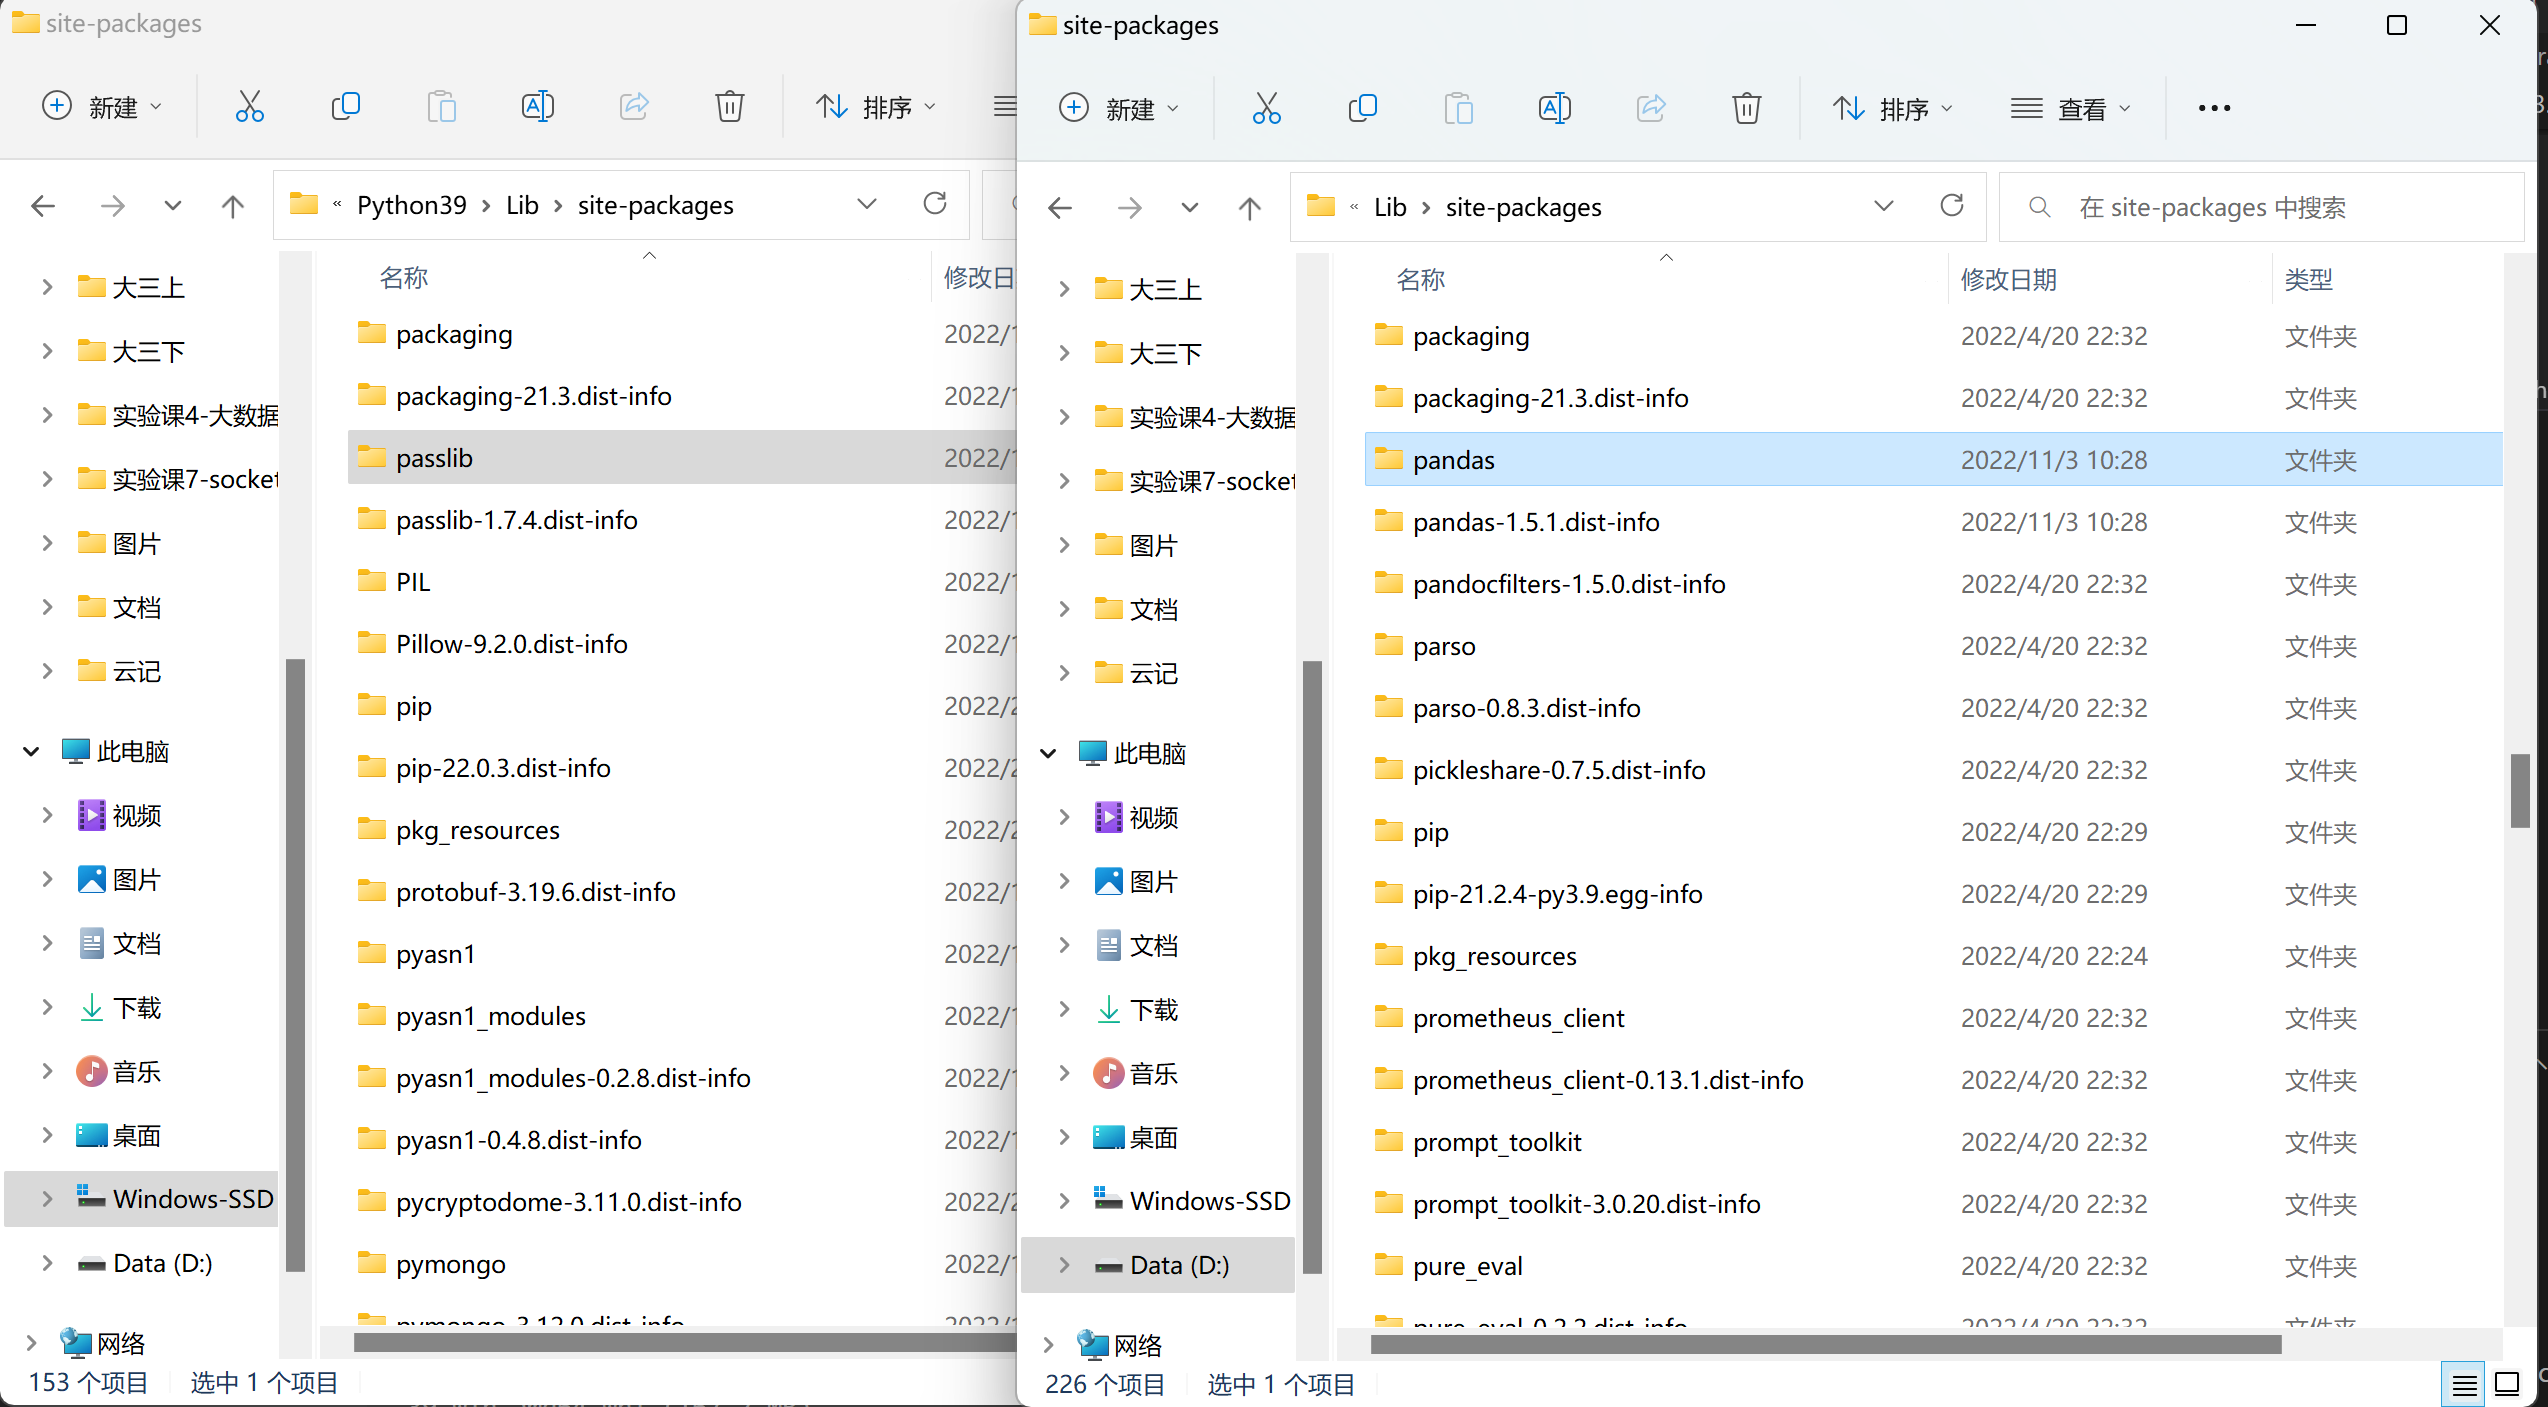 site-packages
新建
排序
« Python39 › Lib › site-packages
大三上
大三下
实验课4-大数据
实验课7-socket
图片
文档
云记
此电脑
视频
图片
文档
下载
音乐
桌面
Windows-SSD
Data (D:)
网络
名称 修改日
packaging 2022/1
packaging-21.3.dist-info 2022/1
passlib 2022/1
passlib-1.7.4.dist-info 2022/1
PIL 2022/1
Pillow-9.2.0.dist-info 2022/1
pip 2022/2
pip-22.0.3.dist-info 2022/2
pkg_resources 2022/2
protobuf-3.19.6.dist-info 2022/1
pyasn1 2022/1
pyasn1_modules 2022/1
pyasn1_modules-0.2.8.dist-info 2022/1
pyasn1-0.4.8.dist-info 2022/1
pycryptodome-3.11.0.dist-info 2022/2
pymongo 2022/1
pymongo-3.12.0.dist-info 2022/1
153 个项目 选中 1 个项目
site-packages
新建
排序
查看
« Lib › site-packages
在 site-packages 中搜索
大三上
大三下
实验课4-大数据
实验课7-socket
图片
文档
云记
此电脑
视频
图片
文档
下载
音乐
桌面
Windows-SSD
Data (D:)
网络
名称 修改日期 类型
packaging 2022/4/20 22:32 文件夹
packaging-21.3.dist-info 2022/4/20 22:32 文件夹
pandas 2022/11/3 10:28 文件夹
pandas-1.5.1.dist-info 2022/11/3 10:28 文件夹
pandocfilters-1.5.0.dist-info 2022/4/20 22:32 文件夹
parso 2022/4/20 22:32 文件夹
parso-0.8.3.dist-info 2022/4/20 22:32 文件夹
pickleshare-0.7.5.dist-info 2022/4/20 22:32 文件夹
pip 2022/4/20 22:29 文件夹
pip-21.2.4-py3.9.egg-info 2022/4/20 22:29 文件夹
pkg_resources 2022/4/20 22:24 文件夹
prometheus_client 2022/4/20 22:32 文件夹
prometheus_client-0.13.1.dist-info 2022/4/20 22:32 文件夹
prompt_toolkit 2022/4/20 22:32 文件夹
prompt_toolkit-3.0.20.dist-info 2022/4/20 22:32 文件夹
pure_eval 2022/4/20 22:32 文件夹
pure_eval-0.2.2.dist-info 2022/4/20 22:32 文件夹
226 个项目 选中 1 个项目